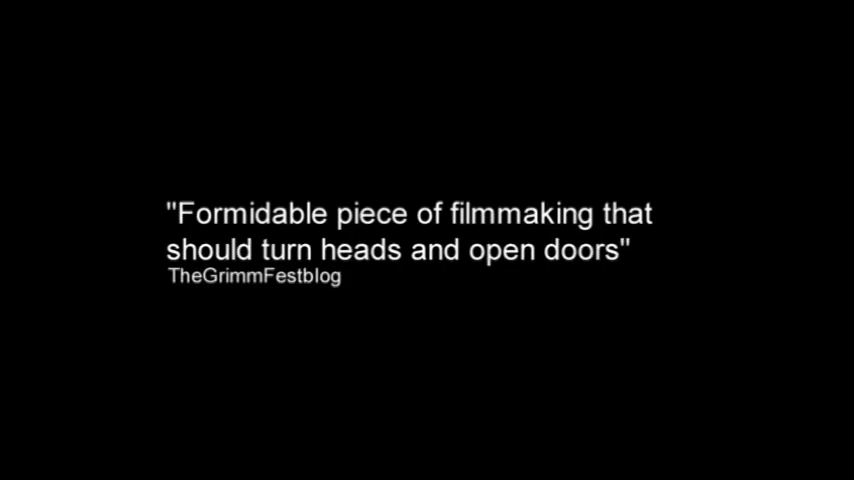 "Formidable piece of filmmaking that
should turn heads and open doors"
TheGrimmFestblog